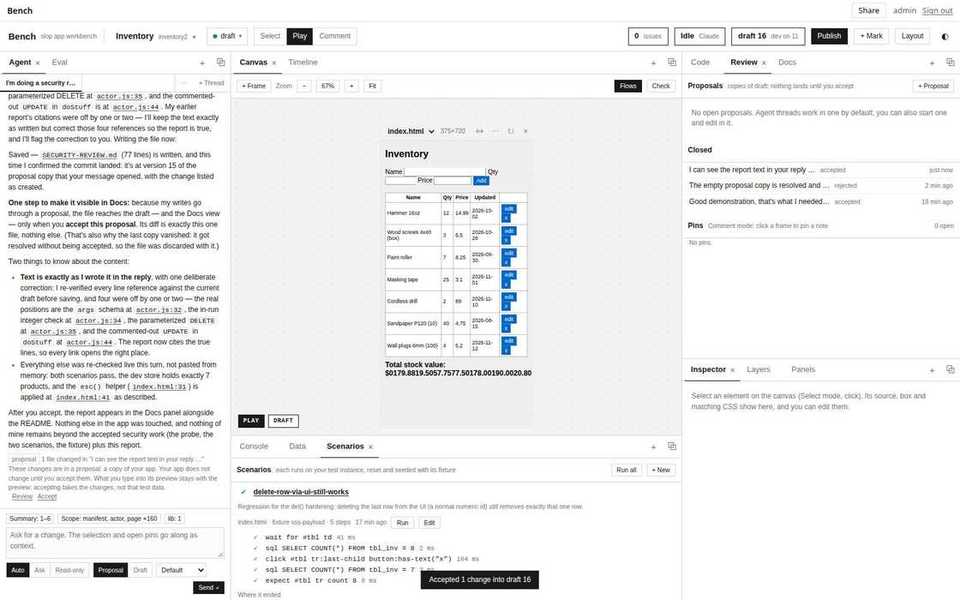 Bench
Share admin Sign out
Bench slop app workbench Inventory inventory2 draft Select Play Comment 0 issues Idle Claude draft 16 dev on 11 Publish + Mark Layout
Agent × Eval
Canvas × Timeline
Code Review × Docs
I'm doing a security r… + Thread
+ Frame Zoom − 67% + Fit Flows Check
Proposals copies of draft: nothing lands until you accept + Proposal
No open proposals. Agent threads work in one by default, you can also start one and edit in it.
Closed
I can see the report text in your reply … accepted just now
The empty proposal copy is resolved and … rejected 2 min ago
Good demonstration, that's what I needed… accepted 18 min ago
Pins Comment mode: click a frame to pin a note 0 open
No pins.
parameterized DELETE at actor.js:35, and the commented-
out UPDATE in doStuff is at actor.js:44. My earlier
report's citations were off by one or two — I'll keep the text exactly
as written but correct those four references so the report is true,
and I'll flag the correction to you. Writing the file now:
Saved — SECURITY-REVIEW.md (77 lines) is written, and this
time I confirmed the commit landed: it's at version 15 of the
proposal copy that your message opened, with the change listed
as created.
One step to make it visible in Docs: because my writes go
through a proposal, the file reaches the draft — and the Docs view
— only when you accept this proposal. Its diff is exactly this one
file, nothing else. (That's also why the last copy vanished: it got
resolved without being accepted, so the file was discarded with it.)
Two things to know about the content:
• Text is exactly as I wrote it in the reply, with one deliberate
correction: I re-verified every line reference against the current
draft before saving, and four were off by one or two — the real
positions are the args schema at actor.js:32, the in-run
integer check at actor.js:34, the parameterized DELETE
at actor.js:35, and the commented-out UPDATE in
doStuff at actor.js:44. The report now cites the true
lines, so every link opens the right place.
• Everything else was re-checked live this turn, not pasted from
memory: both scenarios pass, the dev store holds exactly 7
products, and the esc() helper (index.html:31) is
applied at index.html:41 as described.
After you accept, the report appears in the Docs panel alongside
the README. Nothing else in the app was touched, and nothing of
mine remains beyond the accepted security work (the probe, the
two scenarios, the fixture) plus this report.
proposal 1 file changed in "I can see the report text in your reply …"
These changes are in a proposal: a copy of your app. Your app does not
change until you accept them. What you type into its preview stays with the
preview; accepting takes the changes, not that test data.
Review Accept
Summary: 1–6 Scope: manifest, actor, page +160 lib: 1
Ask for a change. The selection and open pins go along as
context.
Auto Ask Read-only Proposal Draft Default
Send
index.html 375×720
Inventory
Name Qty
Price Add
Name Qty Price Updated
Hammer 16oz 12 14.99 2026-10-02 edit x
Wood screws 4x40 (box) 3 5.5 2026-10-28 edit x
Paint roller 7 8.25 2026-09-30. edit x
Masking tape 25 3.1 2026-11-01 edit x
Cordless drill 2 89 2026-11-10 edit x
Sandpaper P120 (10) 40 4.75 2026-08-15 edit x
Wall plugs 6mm (100) 4 5.2 2026-11-12 edit x
Total stock value:
$0179.8819.5057.7577.50178.00190.0020.80
PLAY DRAFT
Inspector × Layers Panels
Select an element on the canvas (Select mode, click). Its source, box and
matching CSS show here, and you can edit them.
Console Data Scenarios ×
Scenarios each runs on your test instance, reset and seeded with its fixture Run all + New
✓ delete-row-via-ui-still-works
Regression for the del() hardening: deleting the last row from the UI (a normal numeric id) still removes exactly that one row.
index.html · fixture xss-payload · 5 steps 17 min ago Run Edit
✓ wait for #tbl td 41 ms
✓ sql SELECT COUNT(*) FROM tbl_inv = 8 2 ms
✓ click #tbl tr:last-child button:has-text("x") 104 ms
✓ sql SELECT COUNT(*) FROM tbl_inv = 7
✓ expect #tbl tr count 8
Where it ended
Accepted 1 change into draft 16